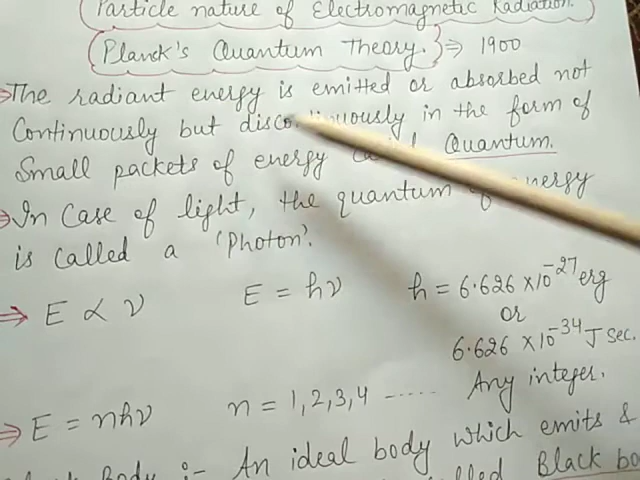 Particle nature of Electromagnetic Radiation.
Planck's Quantum Theory. ⇒ 1900
⇒ The radiant energy is emitted or absorbed not
Continuously but discontinuously in the form of
Small packets of energy called Quantum.
⇒ In Case of light, the quantum of energy
is called a 'Photon'.
⇒ E ∝ ν E = hν h = 6.626 × 10⁻²⁷ erg
or
6.626 × 10⁻³⁴ J sec.
⇒ E = nhν n = 1, 2, 3, 4 ..... Any integer.
Body :- An ideal body which emits &
Black bo